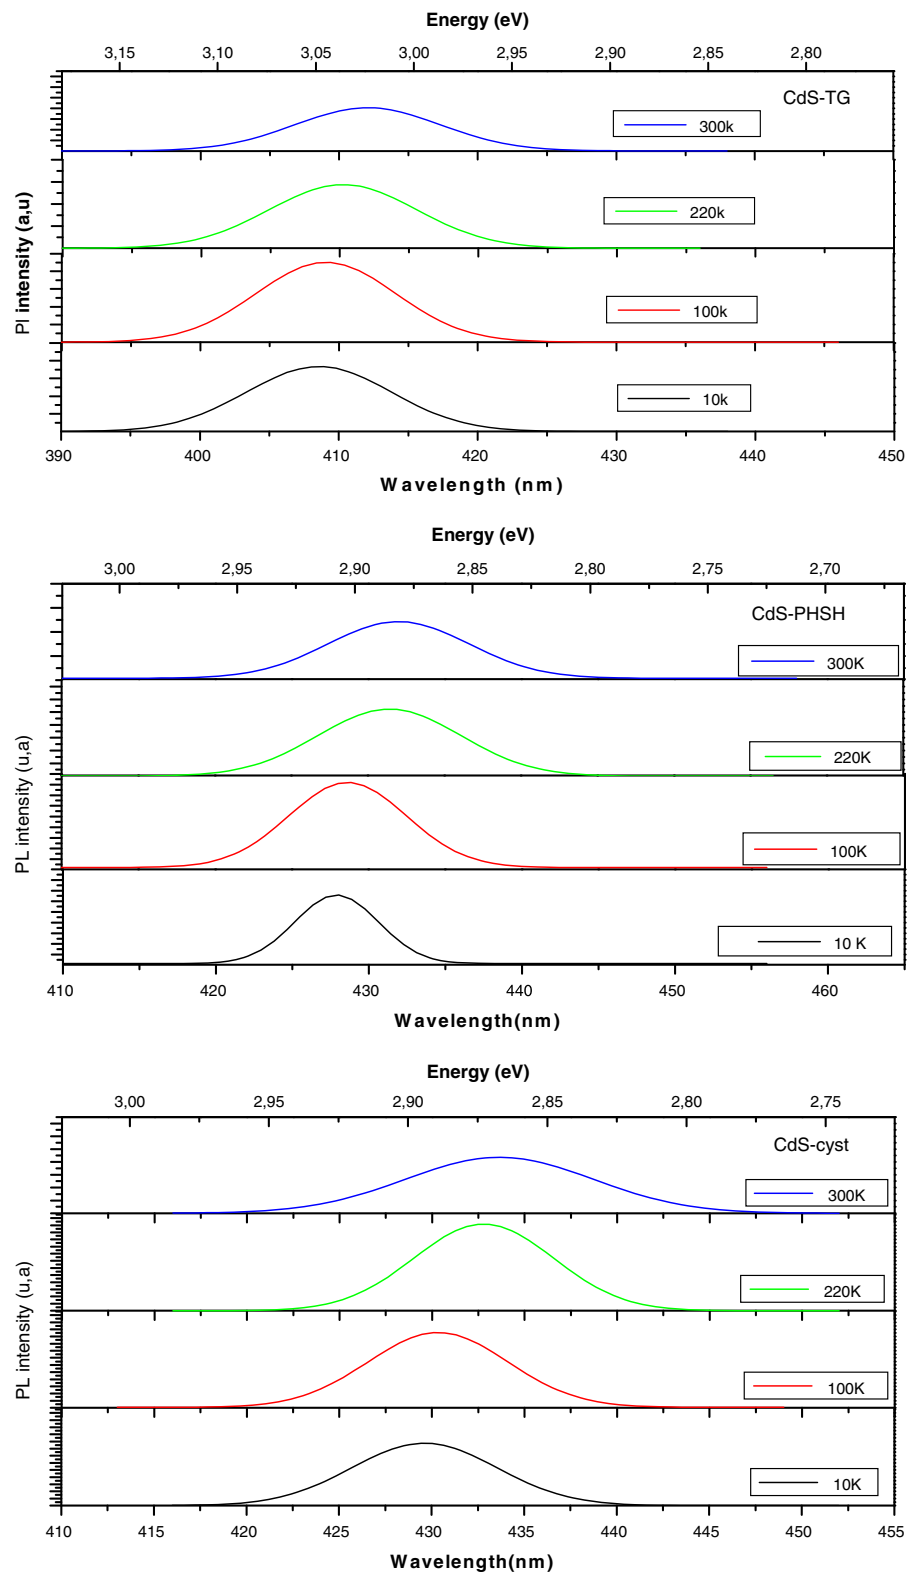 Energy (eV)
3,15 3,10 3,05 3,00 2,95 2,90 2,85 2,80
CdS-TG
300k
220k
100k
10k
PI intensity (a,u)
390 400 410 420 430 440 450
Wavelength (nm)
Energy (eV)
3,00 2,95 2,90 2,85 2,80 2,75 2,70
CdS-PHSH
300K
220K
100K
10 K
PL intensity (u,a)
410 420 430 440 450 460
Wavelength(nm)
Energy (eV)
3,00 2,95 2,90 2,85 2,80 2,75
CdS-cyst
300K
220K
100K
10K
PL intensity (u,a)
410 415 420 425 430 435 440 445 450 455
Wavelength(nm)